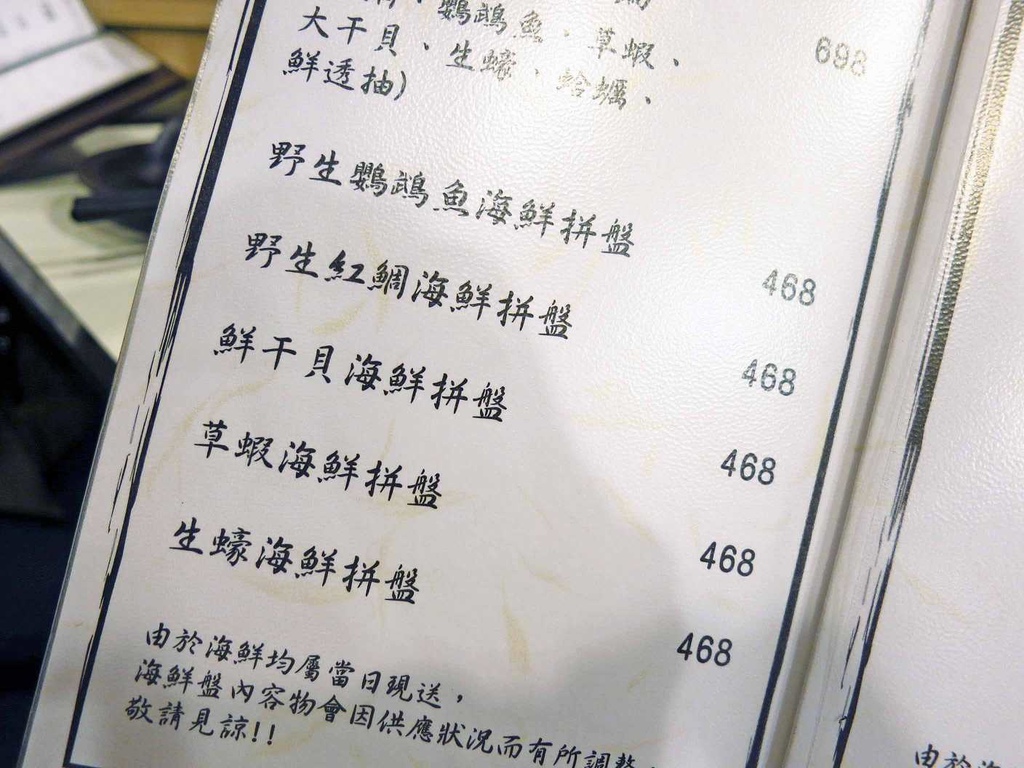 鸚鵡魚、草蝦、
大干貝、生蠔、蛤蠣、
鮮透抽) 698
野生鸚鵡魚海鮮拼盤 468
野生紅鯛海鮮拼盤 468
鮮干貝海鮮拼盤 468
草蝦海鮮拼盤 468
生蠔海鮮拼盤 468
由於海鮮均屬當日現送，
海鮮盤內容物會因供應狀況而有所調整，
敬請見諒!!
由於海